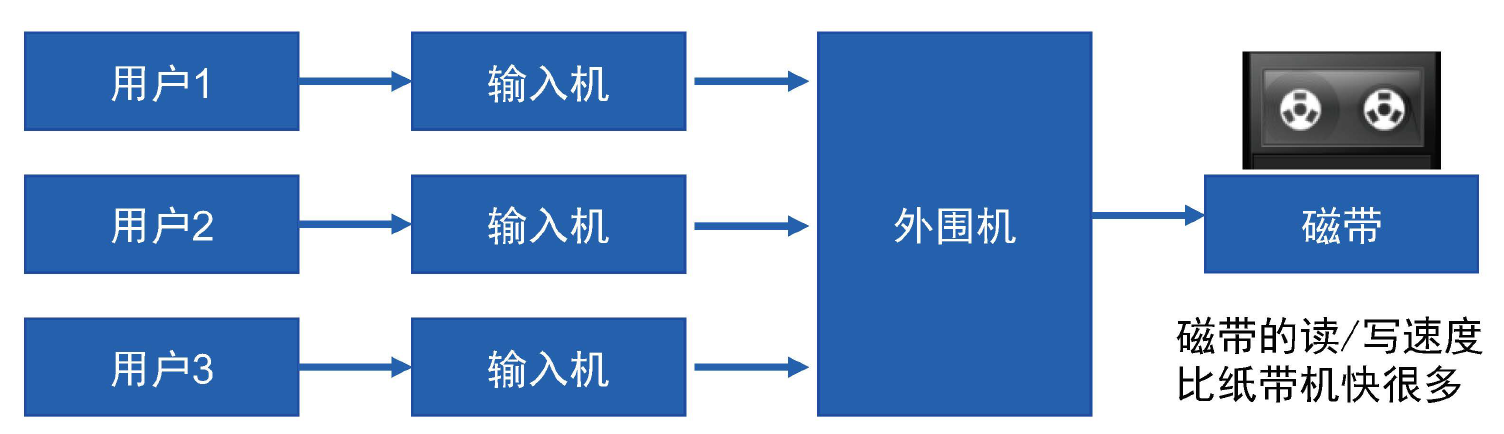 用户1
输入机
用户2
输入机
外围机
磁带
用户3
输入机
磁带的读/写速度
比纸带机快很多